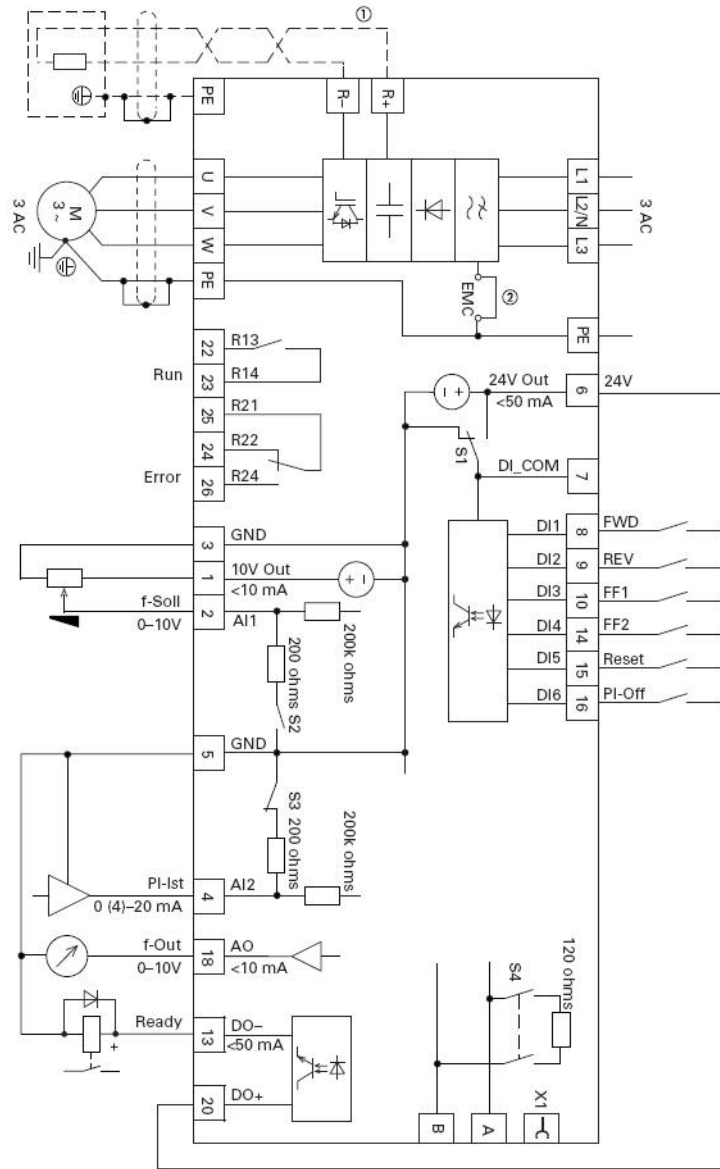 ①
PE
R-
R+
U
V
W
PE
3 AC
M
3 ~
L1
L2/N
L3
3 AC
EMC
②
PE
22
R13
Run
23
R14
25
R21
24
R22
Error
26
R24
24V Out
<50 mA
6
24V
S1
DI_COM
7
3
GND
1
10V Out
<10 mA
f-Soll
0–10V
2
AI1
200 ohms
S2
200k ohms
DI1
8
FWD
DI2
9
REV
DI3
10
FF1
DI4
14
FF2
DI5
15
Reset
DI6
16
PI-Off
5
GND
S3
200 ohms
200k ohms
PI-Ist
0 (4)–20 mA
4
AI2
f-Out
0–10V
18
AO
<10 mA
Ready
+
13
DO–
<50 mA
20
DO+
S4
120 ohms
B
A
X1